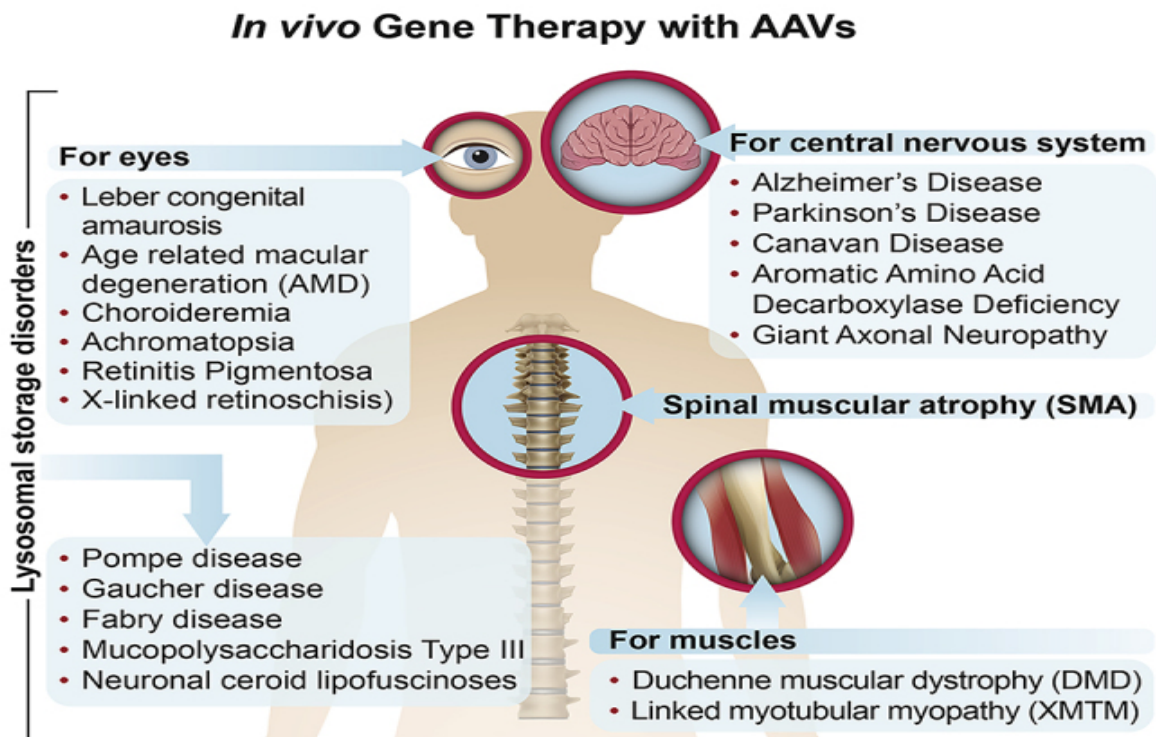 In vivo Gene Therapy with AAVs
Lysosomal storage disorders
For eyes
• Leber congenital
amaurosis
• Age related macular
degeneration (AMD)
• Choroideremia
• Achromatopsia
• Retinitis Pigmentosa
• X-linked retinoschisis)
For central nervous system
• Alzheimer's Disease
• Parkinson's Disease
• Canavan Disease
• Aromatic Amino Acid
Decarboxylase Deficiency
• Giant Axonal Neuropathy
Spinal muscular atrophy (SMA)
• Pompe disease
• Gaucher disease
• Fabry disease
• Mucopolysaccharidosis Type III
• Neuronal ceroid lipofuscinoses
For muscles
• Duchenne muscular dystrophy (DMD)
• Linked myotubular myopathy (XMTM)